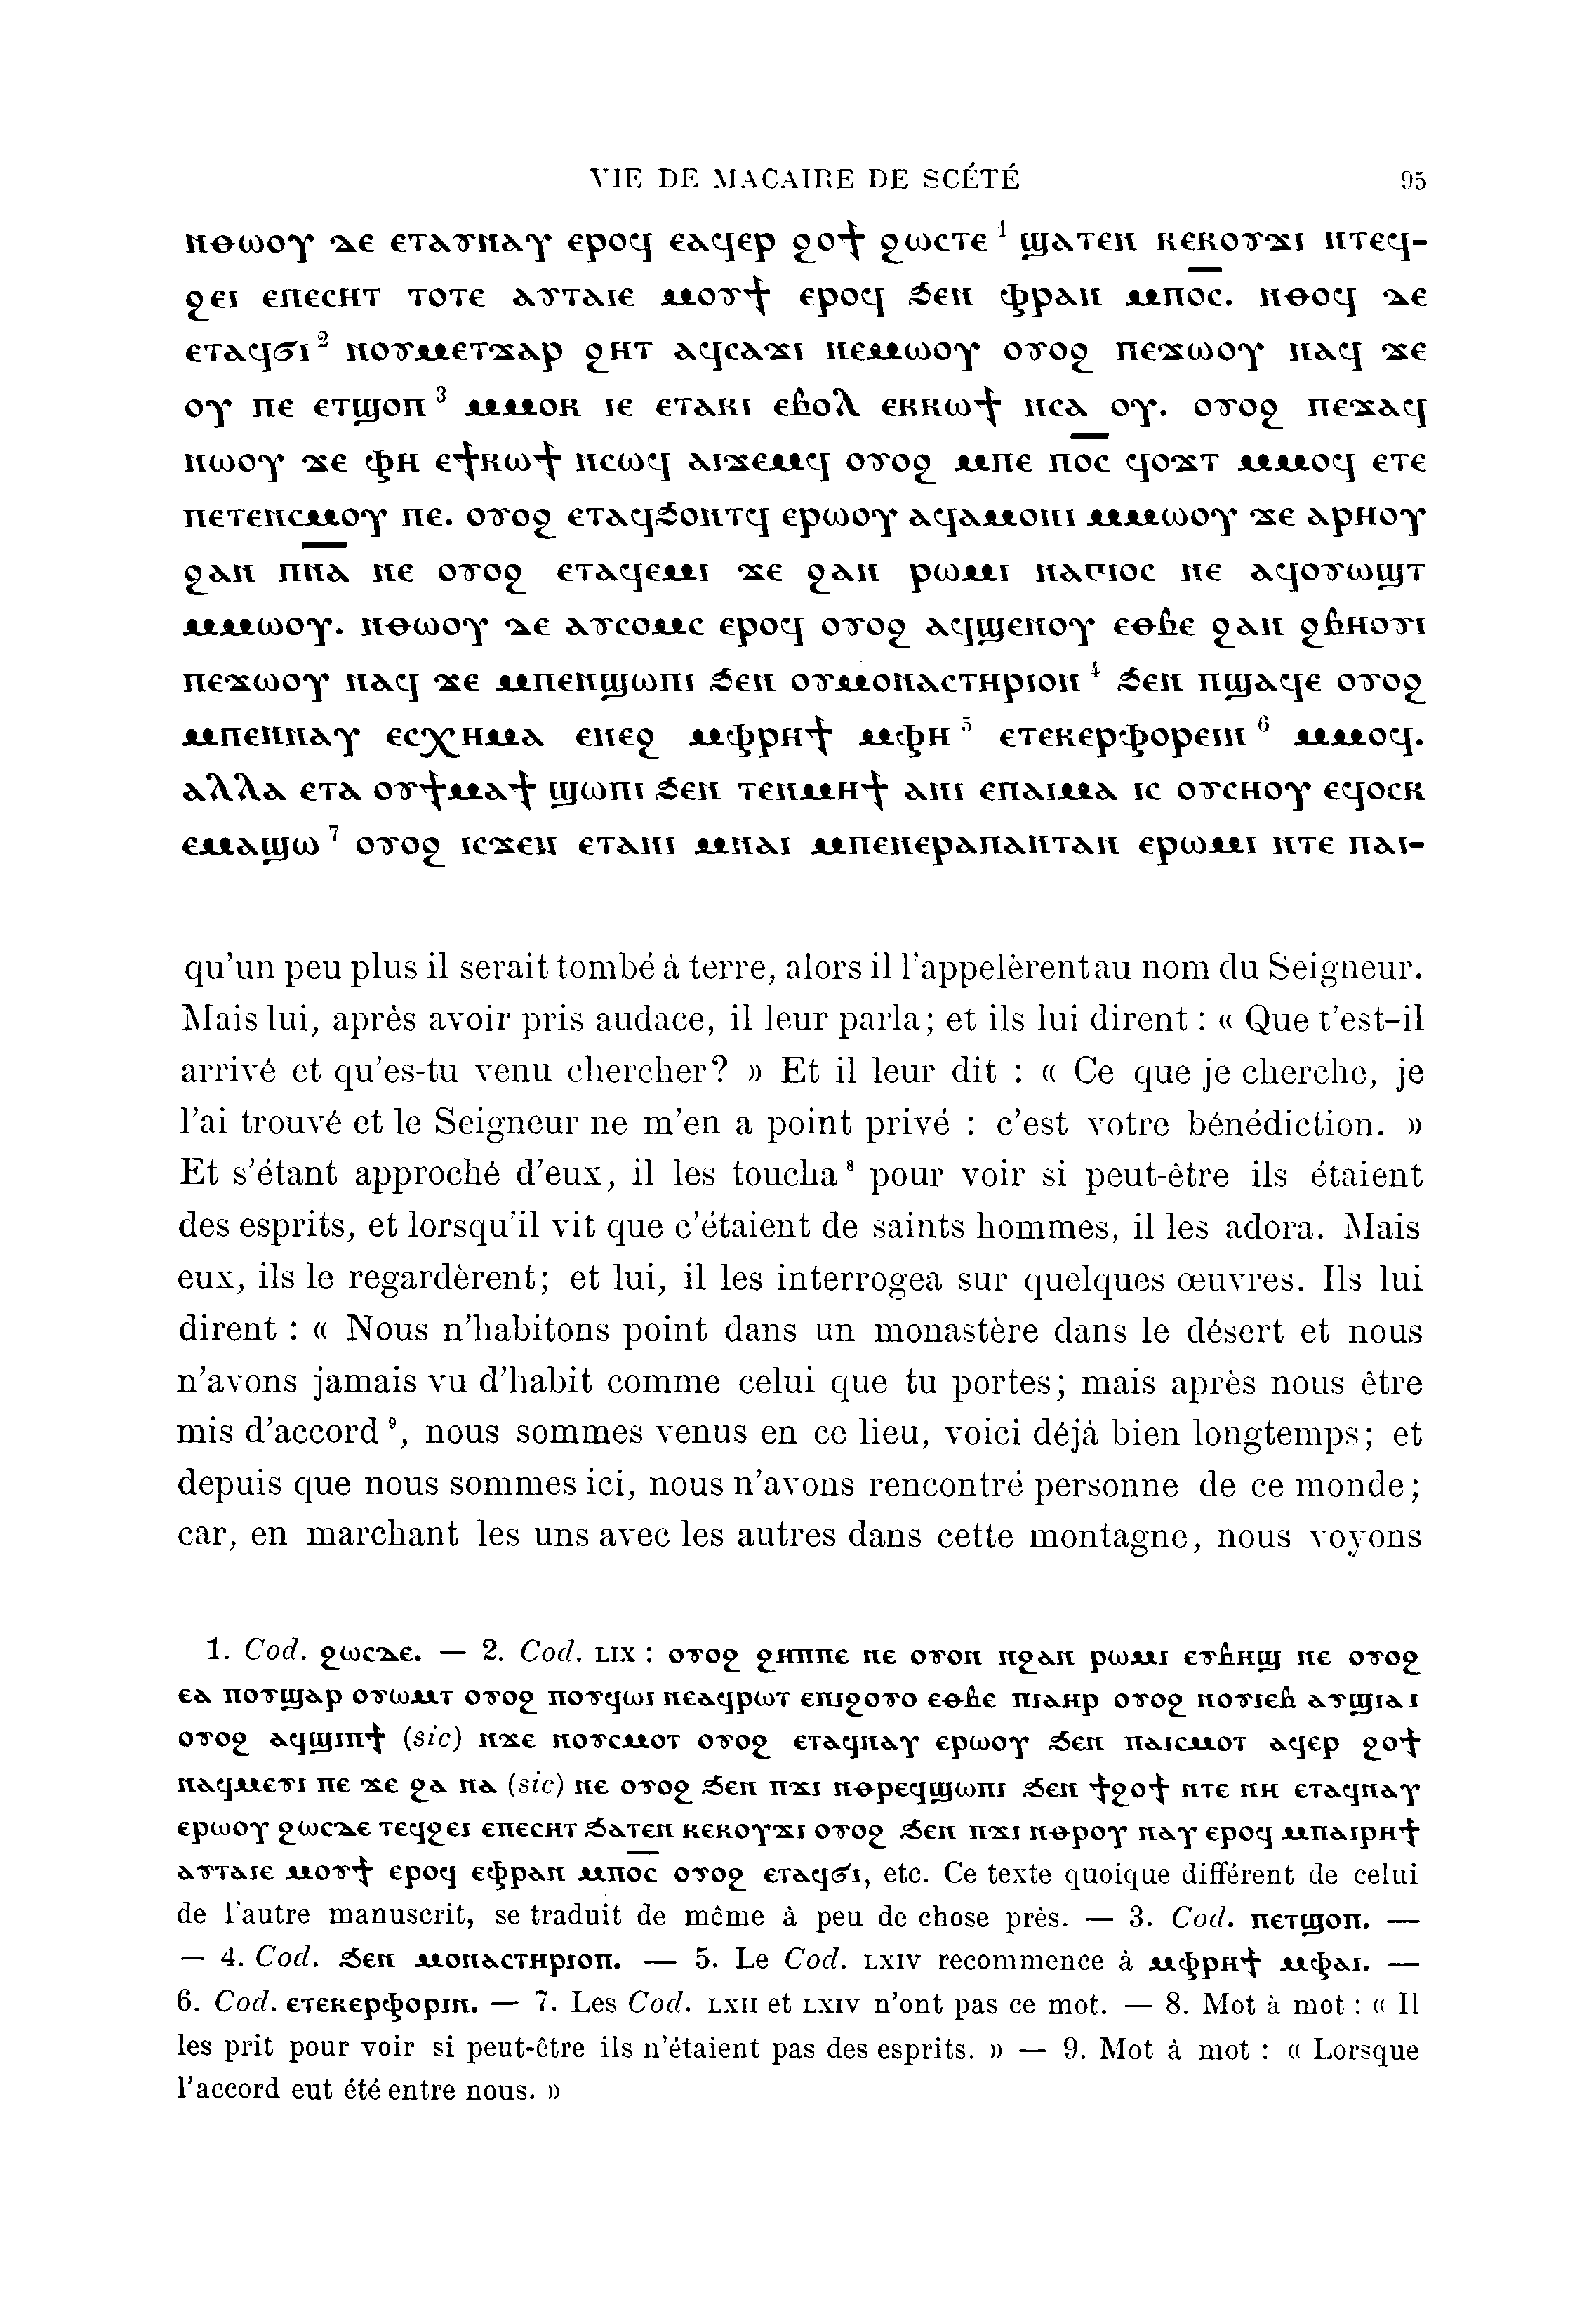 VIE DE MACAIRE DE SCÉTÉ 95
ⲛⲑⲱⲟⲩ ⲇⲉ ⲉⲧⲁⲩⲛⲁⲩ ⲉⲣⲟϥ ⲉⲁϥⲉⲣ ϩⲟϯ ϩⲱⲥⲧⲉ ¹ ϣⲁⲧⲉⲛ ⲕⲉⲕⲟⲩϫⲓ ⲛⲧⲉϥ-
ϩⲉⲓ ⲉⲡⲉⲥⲏⲧ ⲧⲟⲧⲉ ⲁⲩⲧⲁⲓⲉ ⲙⲟⲩϯ ⲉⲣⲟϥ ϧⲉⲛ ⲫⲣⲁⲛ ⲙⲡⲟ̅ⲥ̅. ⲛⲑⲟϥ ⲇⲉ
ⲉⲧⲁϥϭⲓ ² ⲛⲟⲩⲙⲉⲧϫⲁⲣ ϩⲏⲧ ⲁϥⲥⲁϫⲓ ⲛⲉⲙⲱⲟⲩ ⲟⲩⲟϩ ⲡⲉϫⲱⲟⲩ ⲛⲁϥ ϫⲉ
ⲟⲩ ⲡⲉ ⲉⲧϣⲟⲡ ³ ⲙⲙⲟⲕ ⲓⲉ ⲉⲧⲁⲕⲓ ⲉⲃⲟⲗ ⲉⲕⲕⲱϯ ⲛⲥⲁ ⲟⲩ. ⲟⲩⲟϩ ⲡⲉϫⲁϥ
ⲛⲱⲟⲩ ϫⲉ ⲫⲏ ⲉϯⲕⲱϯ ⲛⲥⲱϥ ⲁⲓϫⲉⲙϥ ⲟⲩⲟϩ ⲙⲡⲉ ⲡⲟ̅ⲥ̅ ϥⲟϫⲧ ⲙⲙⲟϥ ⲉⲧⲉ
ⲡⲉⲧⲉⲛⲥⲙⲟⲩ ⲡⲉ. ⲟⲩⲟϩ ⲉⲧⲁϥϧⲟⲛⲧϥ ⲉⲣⲱⲟⲩ ⲁϥⲁⲙⲟⲛⲓ ⲙⲙⲱⲟⲩ ϫⲉ ⲁⲣⲏⲟⲩ
ϩⲁⲛ ⲡ̅ⲛ̅ⲁ̅ ⲛⲉ ⲟⲩⲟϩ ⲉⲧⲁϥⲉⲙⲓ ϫⲉ ϩⲁⲛ ⲣⲱⲙⲓ ⲛⲁⲅⲓⲟⲥ ⲛⲉ ⲁϥⲟⲩⲱϣⲧ
ⲙⲙⲱⲟⲩ. ⲛⲑⲱⲟⲩ ⲇⲉ ⲁⲩⲥⲟⲙⲥ ⲉⲣⲟϥ ⲟⲩⲟϩ ⲁϥϣⲉⲛⲟⲩ ⲉⲑⲃⲉ ϩⲁⲛ ϩⲃⲏⲟⲩⲓ
ⲡⲉϫⲱⲟⲩ ⲛⲁϥ ϫⲉ ⲙⲡⲉⲛϣⲱⲡⲓ ϧⲉⲛ ⲟⲩⲙⲟⲛⲁⲥⲧⲏⲣⲓⲟⲛ ⁴ ϧⲉⲛ ⲡϣⲁϥⲉ ⲟⲩⲟϩ
ⲙⲡⲉⲛⲛⲁⲩ ⲉⲥⲭⲏⲙⲁ ⲉⲛⲉϩ ⲙⲫⲣⲏϯ ⲙⲫⲏ ⁵ ⲉⲧⲉⲕⲉⲣⲫⲟⲣⲉⲓⲛ ⁶ ⲙⲙⲟϥ.
ⲁⲗⲗⲁ ⲉⲧⲁ ⲟⲩϯⲙⲁϯ ϣⲱⲡⲓ ϧⲉⲛ ⲧⲉⲛⲙⲏϯ ⲁⲛⲓ ⲉⲡⲁⲓⲙⲁ ⲓⲥ ⲟⲩⲥⲛⲟⲩ ⲉϥⲟⲥⲕ
ⲉⲙⲁϣⲱ ⁷ ⲟⲩⲟϩ ⲓⲥϫⲉⲛ ⲉⲧⲁⲛⲓ ⲙⲛⲁⲓ ⲙⲡⲉⲛⲉⲣⲁⲡⲁⲛⲧⲁⲛ ⲉⲣⲱⲙⲓ ⲛⲧⲉ ⲡⲁⲓ-
qu'un peu plus il serait tombé à terre, alors il l'appelèrent au nom du Seigneur.
Mais lui, après avoir pris audace, il leur parla; et ils lui dirent : « Que t'est-il
arrivé et qu'es-tu venu chercher? » Et il leur dit : « Ce que je cherche, je
l'ai trouvé et le Seigneur ne m'en a point privé : c'est votre bénédiction. »
Et s'étant approché d'eux, il les toucha ⁸ pour voir si peut-être ils étaient
des esprits, et lorsqu'il vit que c'étaient de saints hommes, il les adora. Mais
eux, ils le regardèrent; et lui, il les interrogea sur quelques œuvres. Ils lui
dirent : « Nous n'habitons point dans un monastère dans le désert et nous
n'avons jamais vu d'habit comme celui que tu portes; mais après nous être
mis d'accord ⁹, nous sommes venus en ce lieu, voici déjà bien longtemps; et
depuis que nous sommes ici, nous n'avons rencontré personne de ce monde;
car, en marchant les uns avec les autres dans cette montagne, nous voyons
1. Cod. ϩⲱⲥⲇⲉ. — 2. Cod. LIX : ⲟⲩⲟϩ ϩⲏⲡⲡⲉ ⲛⲉ ⲟⲩⲟⲛ ⲛϩⲁⲛ ⲣⲱⲙⲓ ⲉⲩⲃⲏϣ ⲛⲉ ⲟⲩⲟϩ
ⲉⲁ ⲡⲟⲩϣⲁⲣ ⲟⲩⲱⲙⲧ ⲟⲩⲟϩ ⲡⲟⲩϥⲱⲓ ⲛⲉⲁϥⲣⲱⲧ ⲉⲡⲓϩⲟⲩⲟ ⲉⲑⲃⲉ ⲡⲓⲁⲏⲣ ⲟⲩⲟϩ ⲛⲟⲩⲓⲉⲃ ⲁⲩϣⲓⲁⲓ
ⲟⲩⲟϩ ⲁϥϣⲓⲡϯ (sic) ⲛϫⲉ ⲡⲟⲩⲥⲙⲟⲧ ⲟⲩⲟϩ ⲉⲧⲁϥⲛⲁⲩ ⲉⲣⲱⲟⲩ ϧⲉⲛ ⲡⲁⲓⲥⲙⲟⲧ ⲁϥⲉⲣ ϩⲟϯ
ⲛⲁϥⲙⲉⲩⲓ ⲡⲉ ϫⲉ ϩⲁ ⲛⲁ (sic) ⲛⲉ ⲟⲩⲟϩ ϧⲉⲛ ⲡϫⲓ ⲛⲑⲣⲉϥϣⲱⲡⲓ ϧⲉⲛ ϯϩⲟϯ ⲛⲧⲉ ⲛⲏ ⲉⲧⲁϥⲛⲁⲩ
ⲉⲣⲱⲟⲩ ϩⲱⲥⲇⲉ ⲧⲉϥϩⲉⲓ ⲉⲡⲉⲥⲏⲧ ϧⲁⲧⲉⲛ ⲕⲉⲕⲟⲩϫⲓ ⲟⲩⲟϩ ϧⲉⲛ ⲡϫⲓ ⲛⲑⲣⲟⲩ ⲛⲁⲩ ⲉⲣⲟϥ ⲙⲡⲁⲓⲣⲏϯ
ⲁⲩⲧⲁⲓⲉ ⲙⲟⲩϯ ⲉⲣⲟϥ ⲉⲫⲣⲁⲛ ⲙⲡⲟ̅ⲥ̅ ⲟⲩⲟϩ ⲉⲧⲁϥϭⲓ, etc. Ce texte quoique différent de celui
de l'autre manuscrit, se traduit de même à peu de chose près. — 3. Cod. ⲡⲉⲧϣⲟⲡ. —
— 4. Cod. ϧⲉⲛ ⲙⲟⲛⲁⲥⲧⲏⲣⲓⲟⲛ. — 5. Le Cod. LXIV recommence à ⲙⲫⲣⲏϯ ⲙⲫⲁⲓ. —
6. Cod. ⲉⲧⲉⲕⲉⲣⲫⲟⲣⲓⲛ. — 7. Les Cod. LXII et LXIV n'ont pas ce mot. — 8. Mot à mot : « Il
les prit pour voir si peut-être ils n'étaient pas des esprits. » — 9. Mot à mot : « Lorsque
l'accord eut été entre nous. »